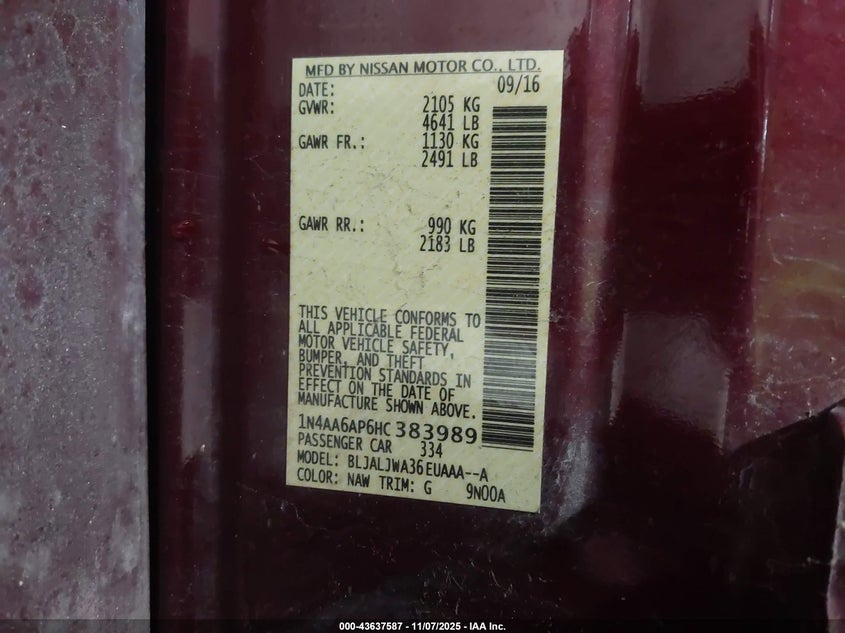 MFD BY NISSAN MOTOR CO., LTD.
DATE: 09/16
GVWR: 2105 KG
4641 LB
GAWR FR.: 1130 KG
2491 LB
GAWR RR.: 990 KG
2183 LB
THIS VEHICLE CONFORMS TO
ALL APPLICABLE FEDERAL
MOTOR VEHICLE SAFETY,
BUMPER, AND THEFT
PREVENTION STANDARDS IN
EFFECT ON THE DATE OF
MANUFACTURE SHOWN ABOVE.
1N4AA6AP6HC383989
PASSENGER CAR 334
MODEL: BLJALJWA36EUAAA--A
COLOR: NAW TRIM: G 9N00A
000-43637587 - 11/07/2025 - IAA Inc.